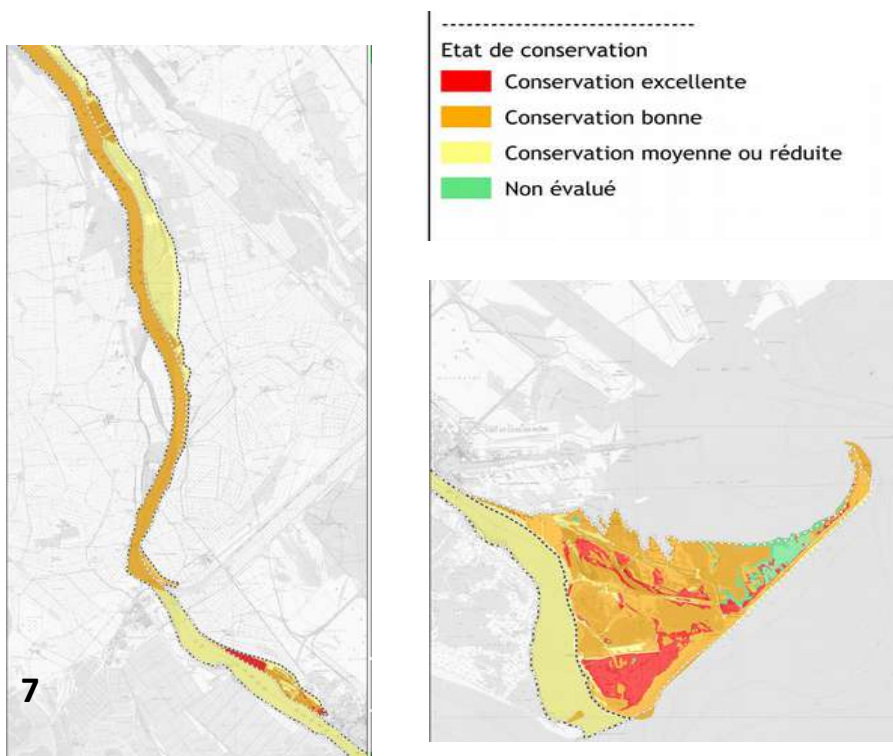 Etat de conservation
Conservation excellente
Conservation bonne
Conservation moyenne ou réduite
Non évalué
7